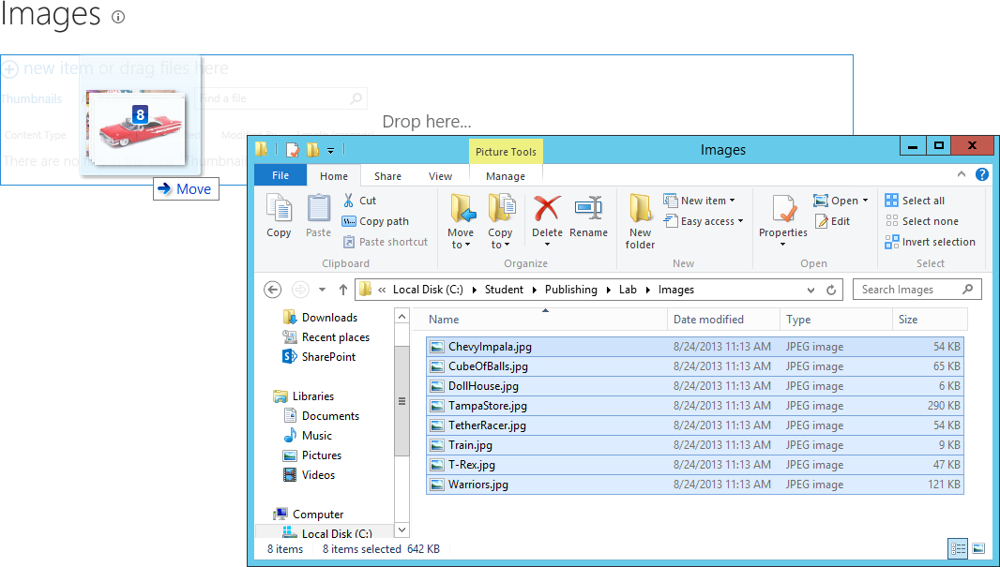 Images
new item or drag files here
Thumbnails
Find a file
Drop here...
Content Type
Modified
There are no
Thumbnails
8
Move
Picture Tools
Images
File Home Share View Manage
Copy
Paste
Cut
Copy path
Paste shortcut
Clipboard
Move to
Copy to
Delete
Rename
Organize
New folder
New item
Easy access
New
Properties
Open
Edit
Open
Select all
Select none
Invert selection
Select
« Local Disk (C:) Student Publishing Lab Images
Search Images
Downloads
Recent places
SharePoint
Libraries
Documents
Music
Pictures
Videos
Computer
Local Disk (C:)
Name Date modified Type Size
ChevyImpala.jpg 8/24/2013 11:13 AM JPEG image 54 KB
CubeOfBalls.jpg 8/24/2013 11:13 AM JPEG image 65 KB
DollHouse.jpg 8/24/2013 11:13 AM JPEG image 6 KB
TampaStore.jpg 8/24/2013 11:13 AM JPEG image 290 KB
TetherRacer.jpg 8/24/2013 11:13 AM JPEG image 54 KB
Train.jpg 8/24/2013 11:13 AM JPEG image 9 KB
T-Rex.jpg 8/24/2013 11:13 AM JPEG image 47 KB
Warriors.jpg 8/24/2013 11:13 AM JPEG image 121 KB
8 items 8 items selected 642 KB